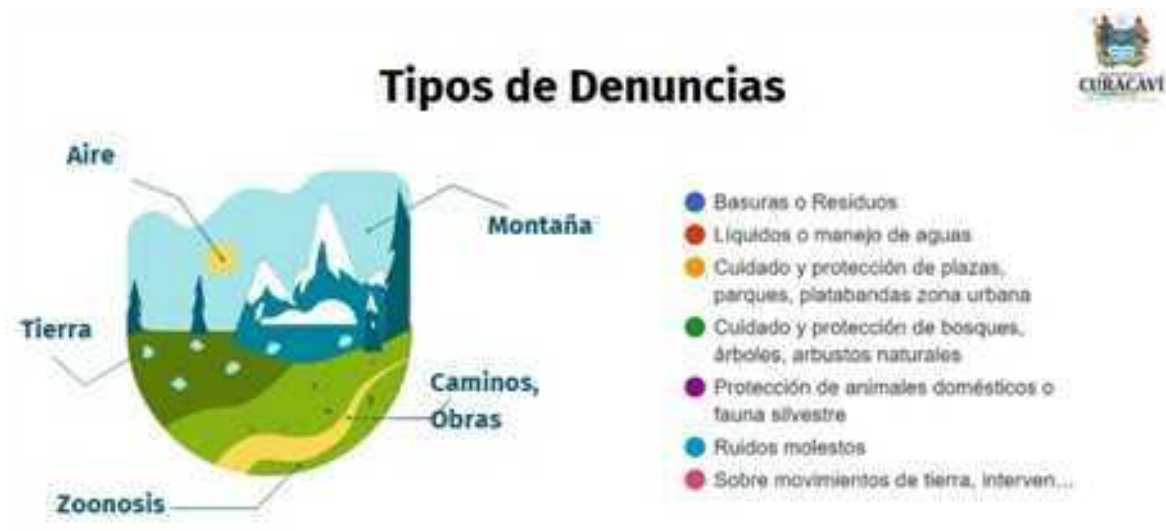 Tipos de Denuncias
CURACAVÍ
Aire
Montaña
Tierra
Caminos,
Obras
Zoonosis
Basuras o Residuos
Líquidos o manejo de aguas
Cuidado y protección de plazas,
parques, platabandas zona urbana
Cuidado y protección de bosques,
árboles, arbustos naturales
Protección de animales domésticos o
fauna silvestre
Ruidos molestos
Sobre movimientos de tierra, interven...